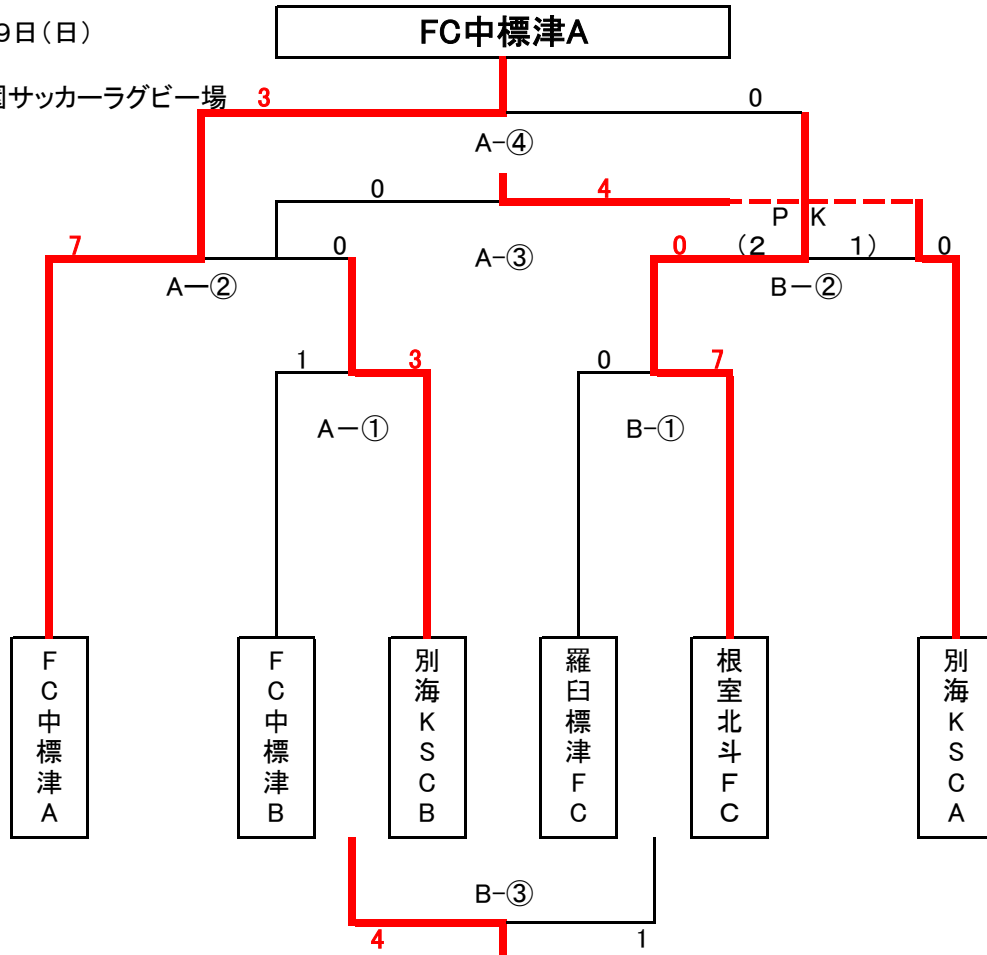 9日(日)
FC中標津A
サッカーラグビー場
3
0
A-④
0
4
P K
7
0
A-③
0
(2
1)
0
A-②
B-②
1
3
0
7
A-①
B-①
FC中標津A
FC中標津B
別海KSCB
羅臼標津FC
根室北斗FC
別海KSCA
B-③
4
1